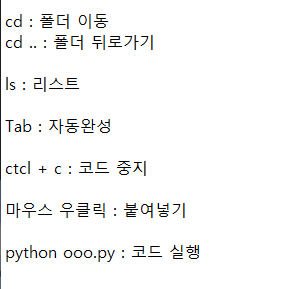 cd : 폴더 이동
cd .. : 폴더 뒤로가기
ls : 리스트
Tab : 자동완성
ctcl + c : 코드 중지
마우스 우클릭 : 붙여넣기
python ooo.py : 코드 실행